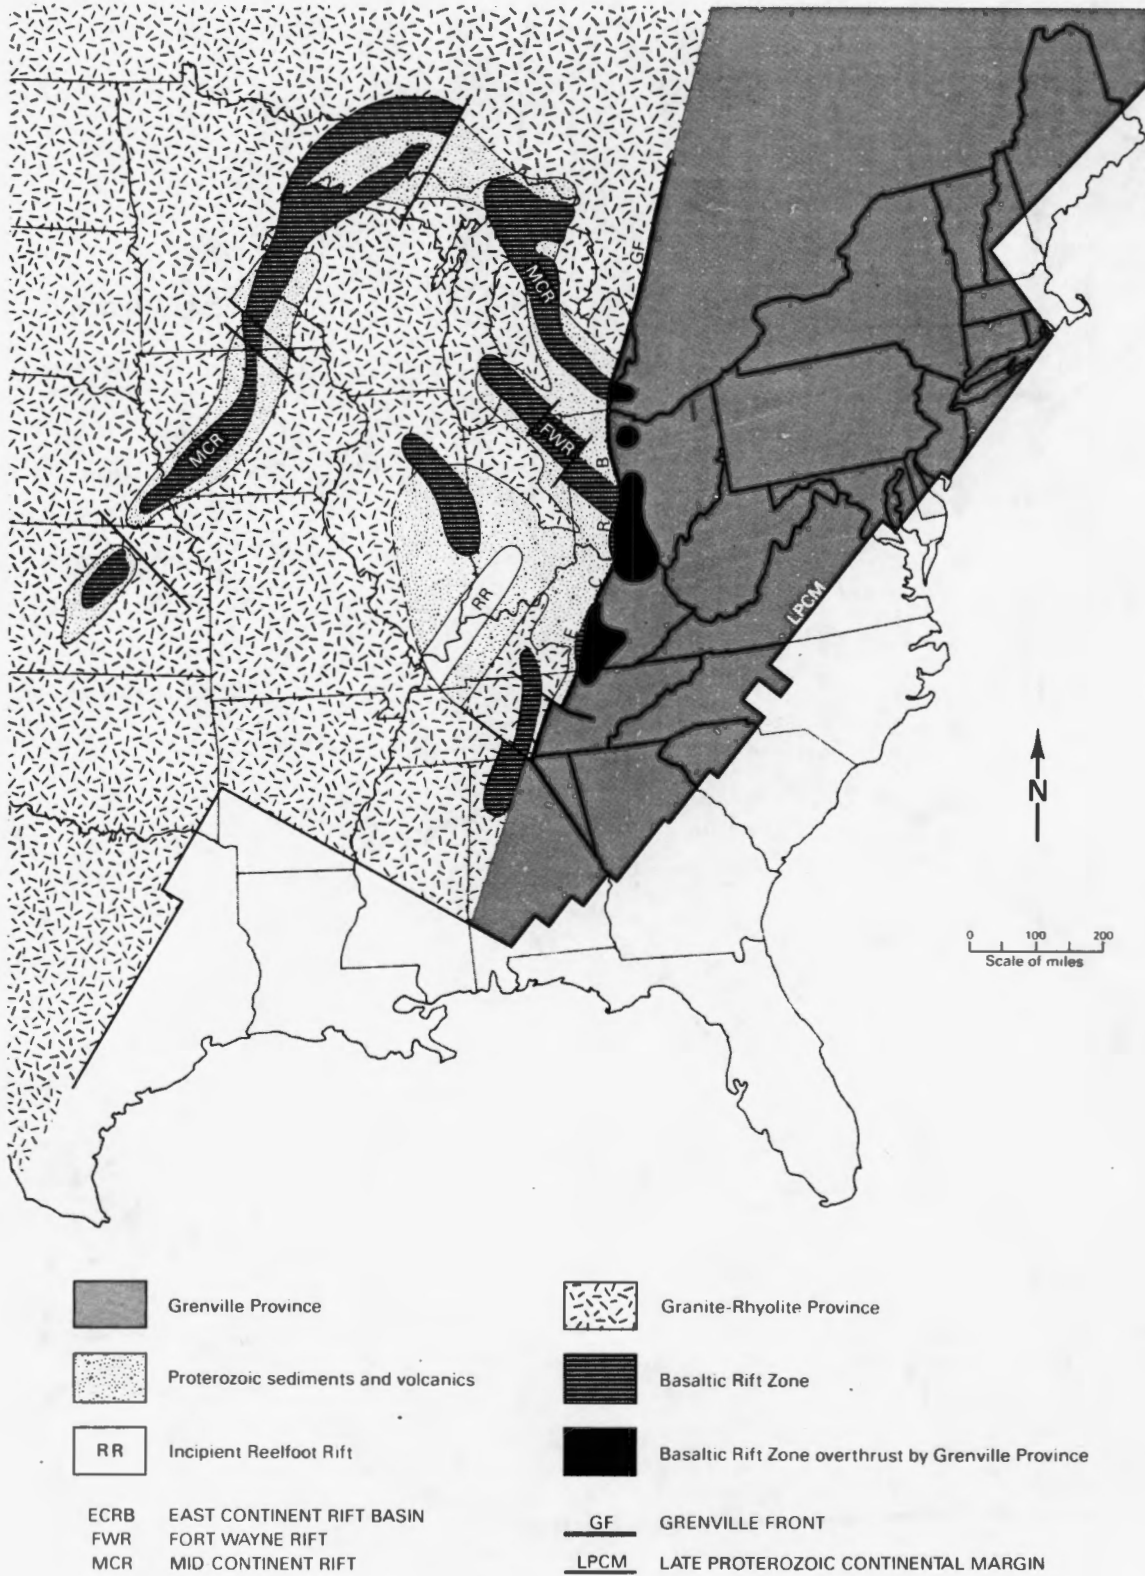 GF
MCR
MCR
FWR
B
R
C
E
RR
LPCM
N
0 100 200
Scale of miles
Grenville Province
Granite-Rhyolite Province
Proterozoic sediments and volcanics
Basaltic Rift Zone
RR Incipient Reelfoot Rift
Basaltic Rift Zone overthrust by Grenville Province
ECRB EAST CONTINENT RIFT BASIN
GF GRENVILLE FRONT
FWR FORT WAYNE RIFT
MCR MID CONTINENT RIFT
LPCM LATE PROTEROZOIC CONTINENTAL MARGIN